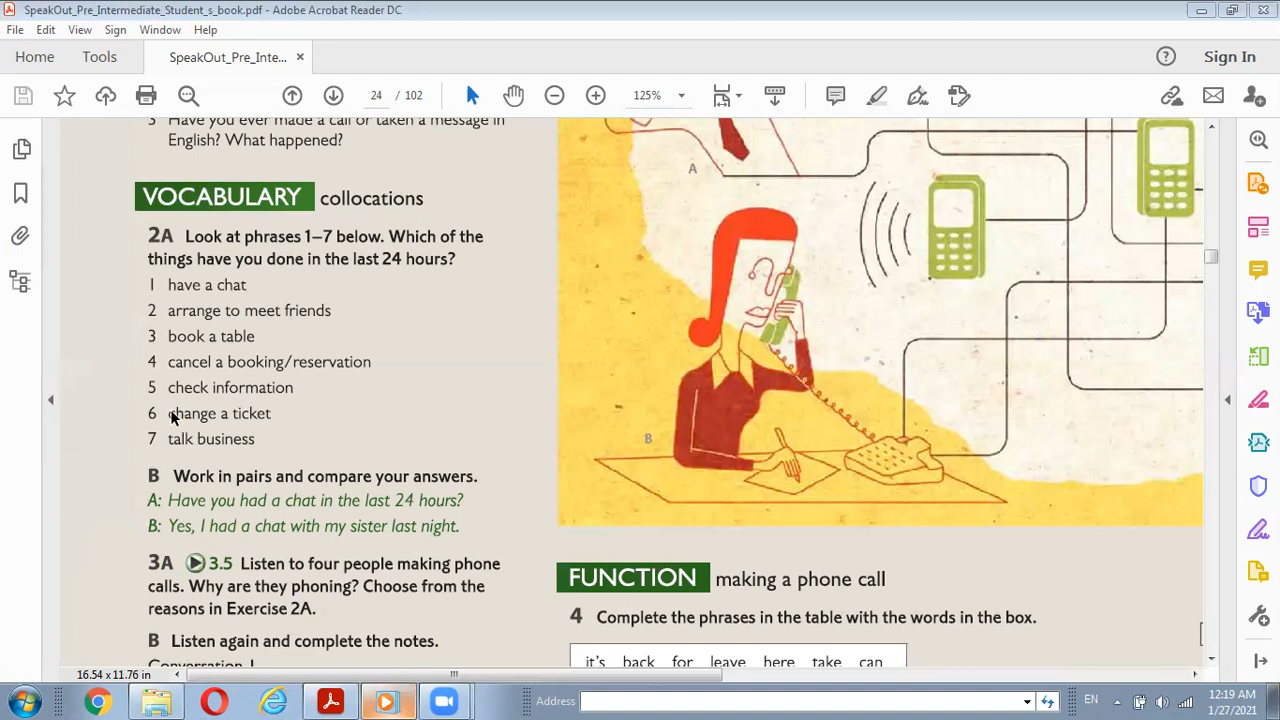 SpeakOut_Pre_Intermediate_Student_s_book.pdf - Adobe Acrobat Reader DC
File Edit View Sign Window Help
Home Tools SpeakOut_Pre_Inte... × Sign In
24 / 102 125%
3 Have you ever made a call or taken a message in
English? What happened?
VOCABULARY collocations
2A Look at phrases 1–7 below. Which of the
things have you done in the last 24 hours?
1 have a chat
2 arrange to meet friends
3 book a table
4 cancel a booking/reservation
5 check information
6 change a ticket
7 talk business
B Work in pairs and compare your answers.
A: Have you had a chat in the last 24 hours?
B: Yes, I had a chat with my sister last night.
3A 3.5 Listen to four people making phone
calls. Why are they phoning? Choose from the
reasons in Exercise 2A.
B Listen again and complete the notes.
Conversation 1
A
B
FUNCTION making a phone call
4 Complete the phrases in the table with the words in the box.
it's back for leave here take can
16.54 x 11.76 in
Address EN 12:19 AM
1/27/2021